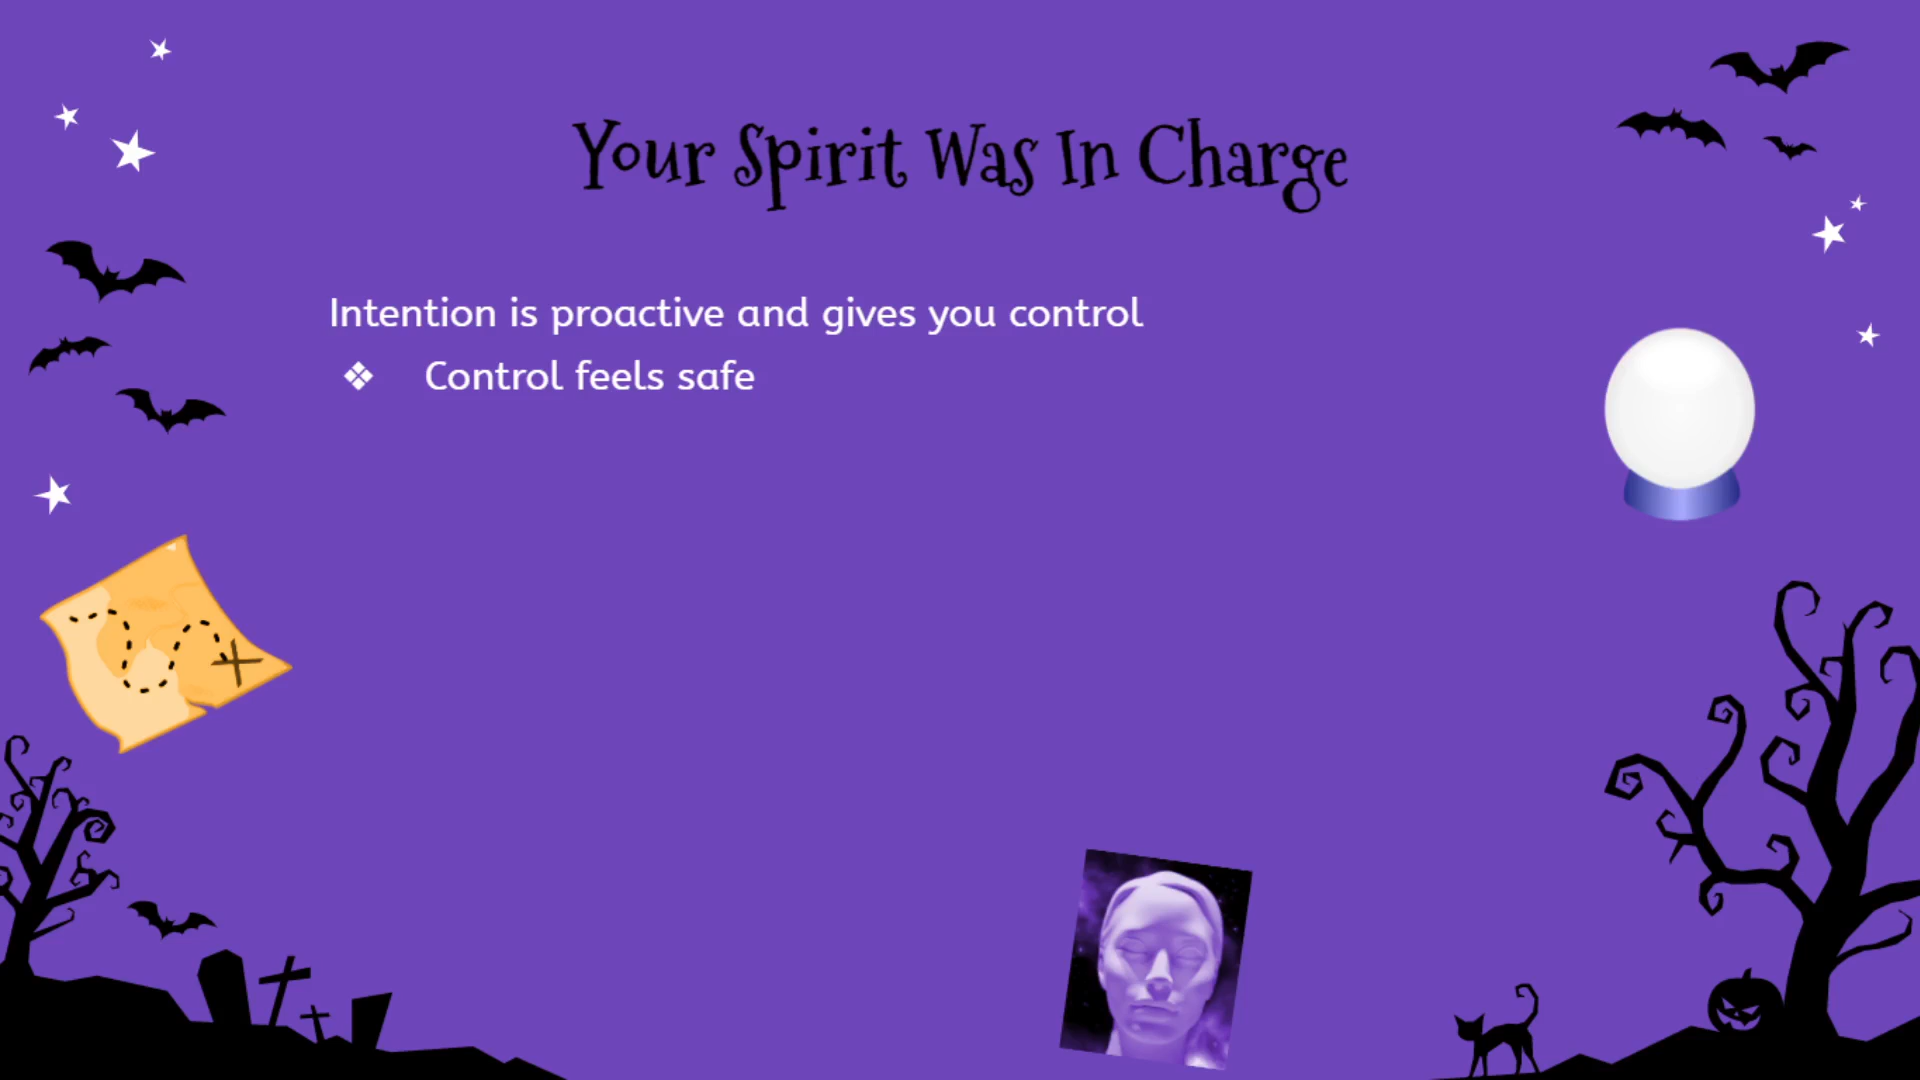 Your Spirit Was In Charge
Intention is proactive and gives you control
❖ Control feels safe